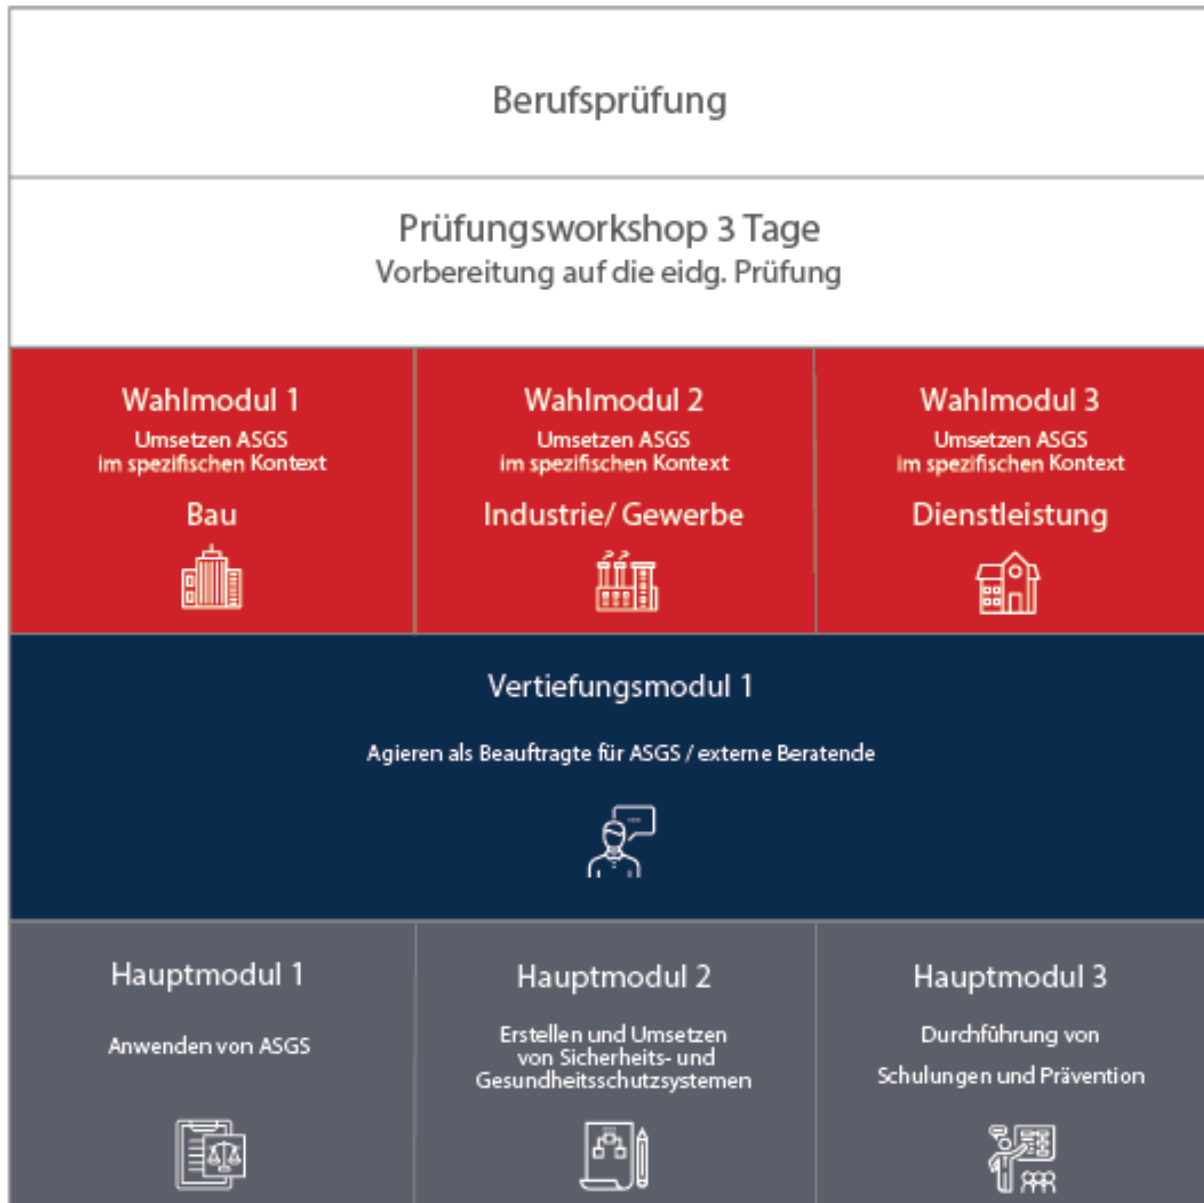 Berufsprüfung
Prüfungsworkshop 3 Tage
Vorbereitung auf die eidg. Prüfung
Wahlmodul 1
Umsetzen ASGS
im spezifischen Kontext
Bau
Wahlmodul 2
Umsetzen ASGS
im spezifischen Kontext
Industrie/ Gewerbe
Wahlmodul 3
Umsetzen ASGS
im spezifischen Kontext
Dienstleistung
Vertiefungsmodul 1
Agieren als Beauftragte für ASGS / externe Beratende
Hauptmodul 1
Anwenden von ASGS
Hauptmodul 2
Erstellen und Umsetzen
von Sicherheits- und
Gesundheitsschutzsystemen
Hauptmodul 3
Durchführung von
Schulungen und Prävention